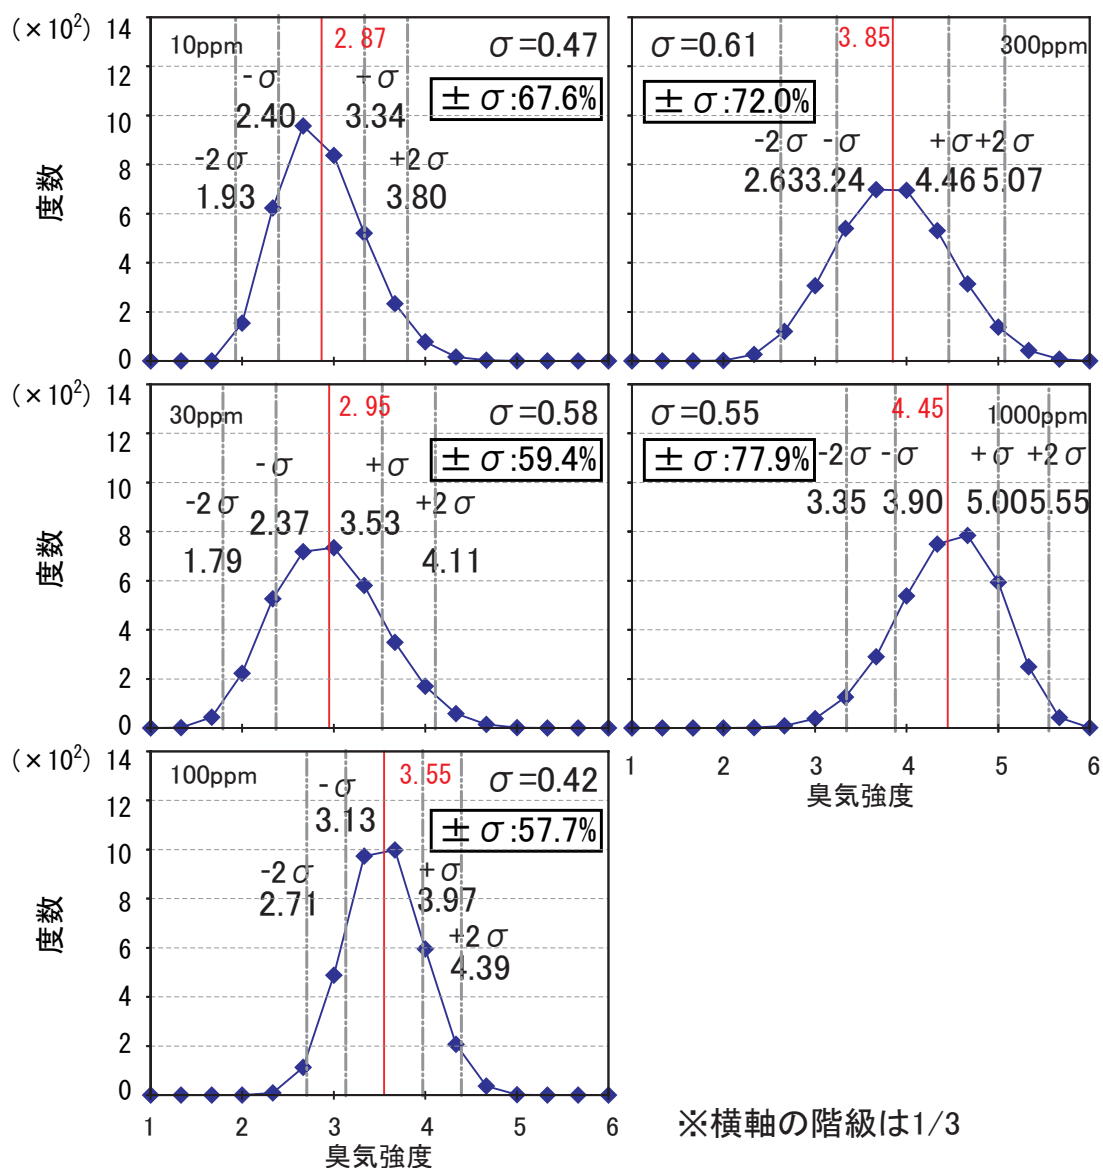 (×10²)
14
12
10
8
6
4
2
0
度数
10ppm
2.87
σ=0.47
±σ:67.6%
-σ
2.40
+σ
3.34
-2σ
1.93
+2σ
3.80
σ=0.61
3.85
300ppm
±σ:72.0%
-2σ
2.63
-σ
3.24
+σ
4.46
+2σ
5.07
(×10²)
14
12
10
8
6
4
2
0
度数
30ppm
2.95
σ=0.58
±σ:59.4%
-σ
2.37
+σ
3.53
-2σ
1.79
+2σ
4.11
σ=0.55
4.45
1000ppm
±σ:77.9%
-2σ
3.35
-σ
3.90
+σ
5.00
+2σ
5.55
1 2 3 4 5 6
臭気強度
(×10²)
14
12
10
8
6
4
2
0
度数
100ppm
3.55
σ=0.42
±σ:57.7%
-σ
3.13
-2σ
2.71
+σ
3.97
+2σ
4.39
1 2 3 4 5 6
臭気強度
※横軸の階級は1/3